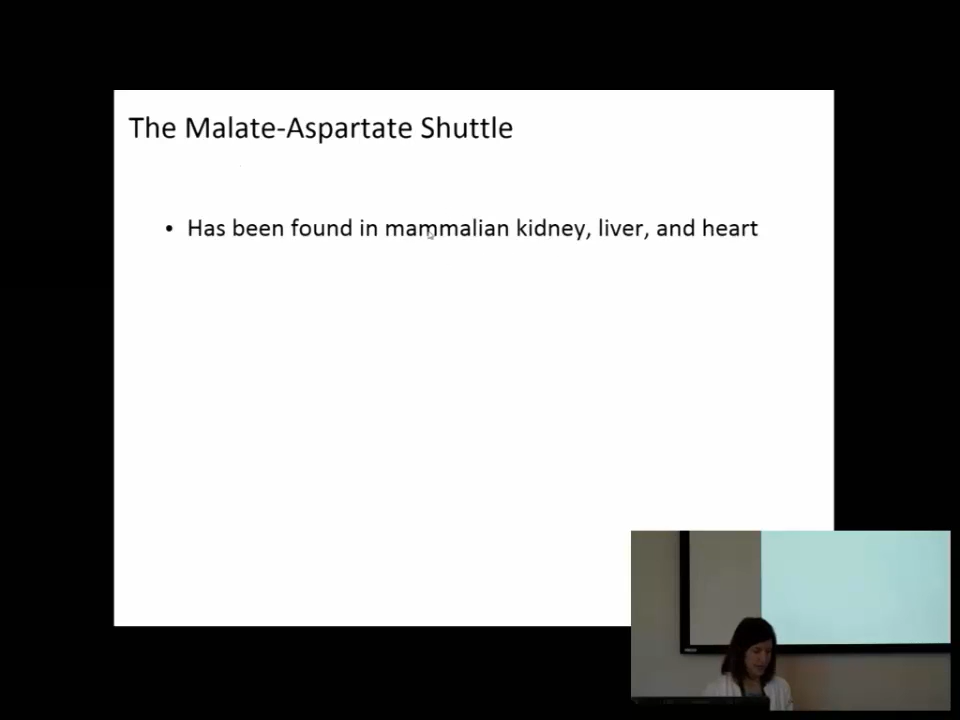 The Malate-Aspartate Shuttle
• Has been found in mammalian kidney, liver, and heart